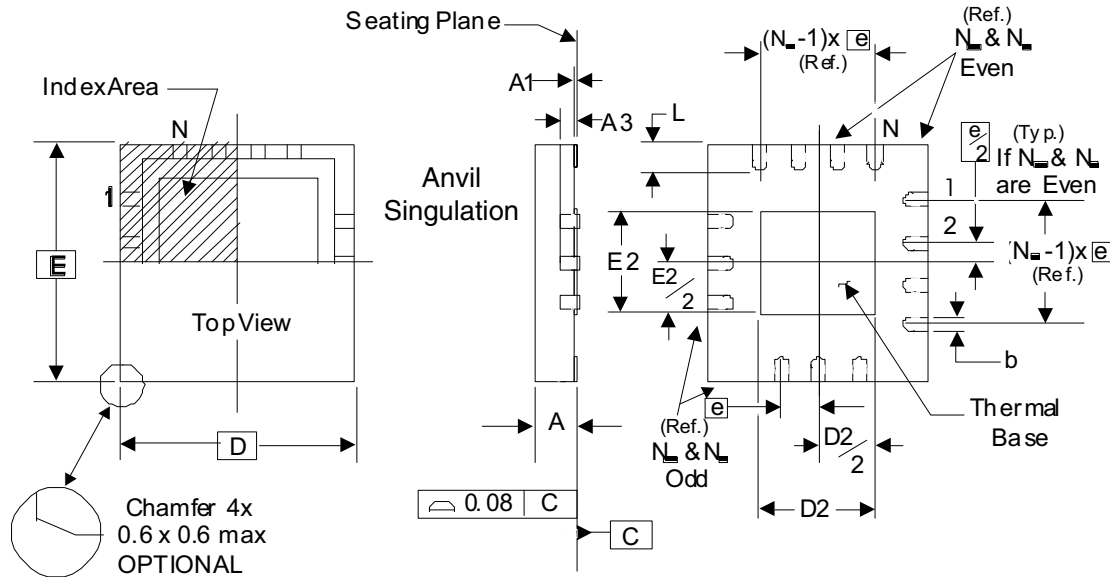 Seating Plane
Index Area
N
1
E
Top View
D
Chamfer 4x
0.6 x 0.6 max
OPTIONAL
A1
A3
Anvil
Singulation
A
0.08 C
C
L
E2
E2
/
2
(N -1)x e
(Ref.)
(Ref.)
N & N
Even
N
e
/
2
(Typ.)
If N & N
are Even
1
2
(N -1)x e
(Ref.)
b
Thermal
Base
e
(Ref.)
N & N
Odd
D2
/
2
D2